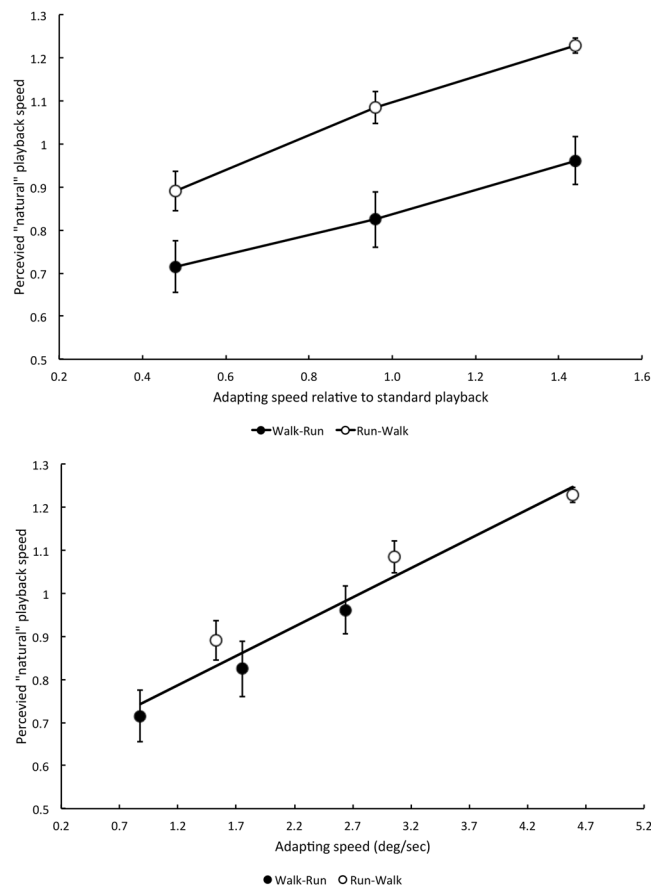 1.3
1.2
1.1
1
0.9
0.8
0.7
0.6
0.5
Percevied "natural" playback speed
0.2 0.4 0.6 0.8 1.0 1.2 1.4 1.6
Adapting speed relative to standard playback
Walk-Run Run-Walk
1.3
1.2
1.1
1
0.9
0.8
0.7
0.6
0.5
Percevied "natural" playback speed
0.2 0.7 1.2 1.7 2.2 2.7 3.2 3.7 4.2 4.7 5.2
Adapting speed (deg/sec)
Walk-Run Run-Walk